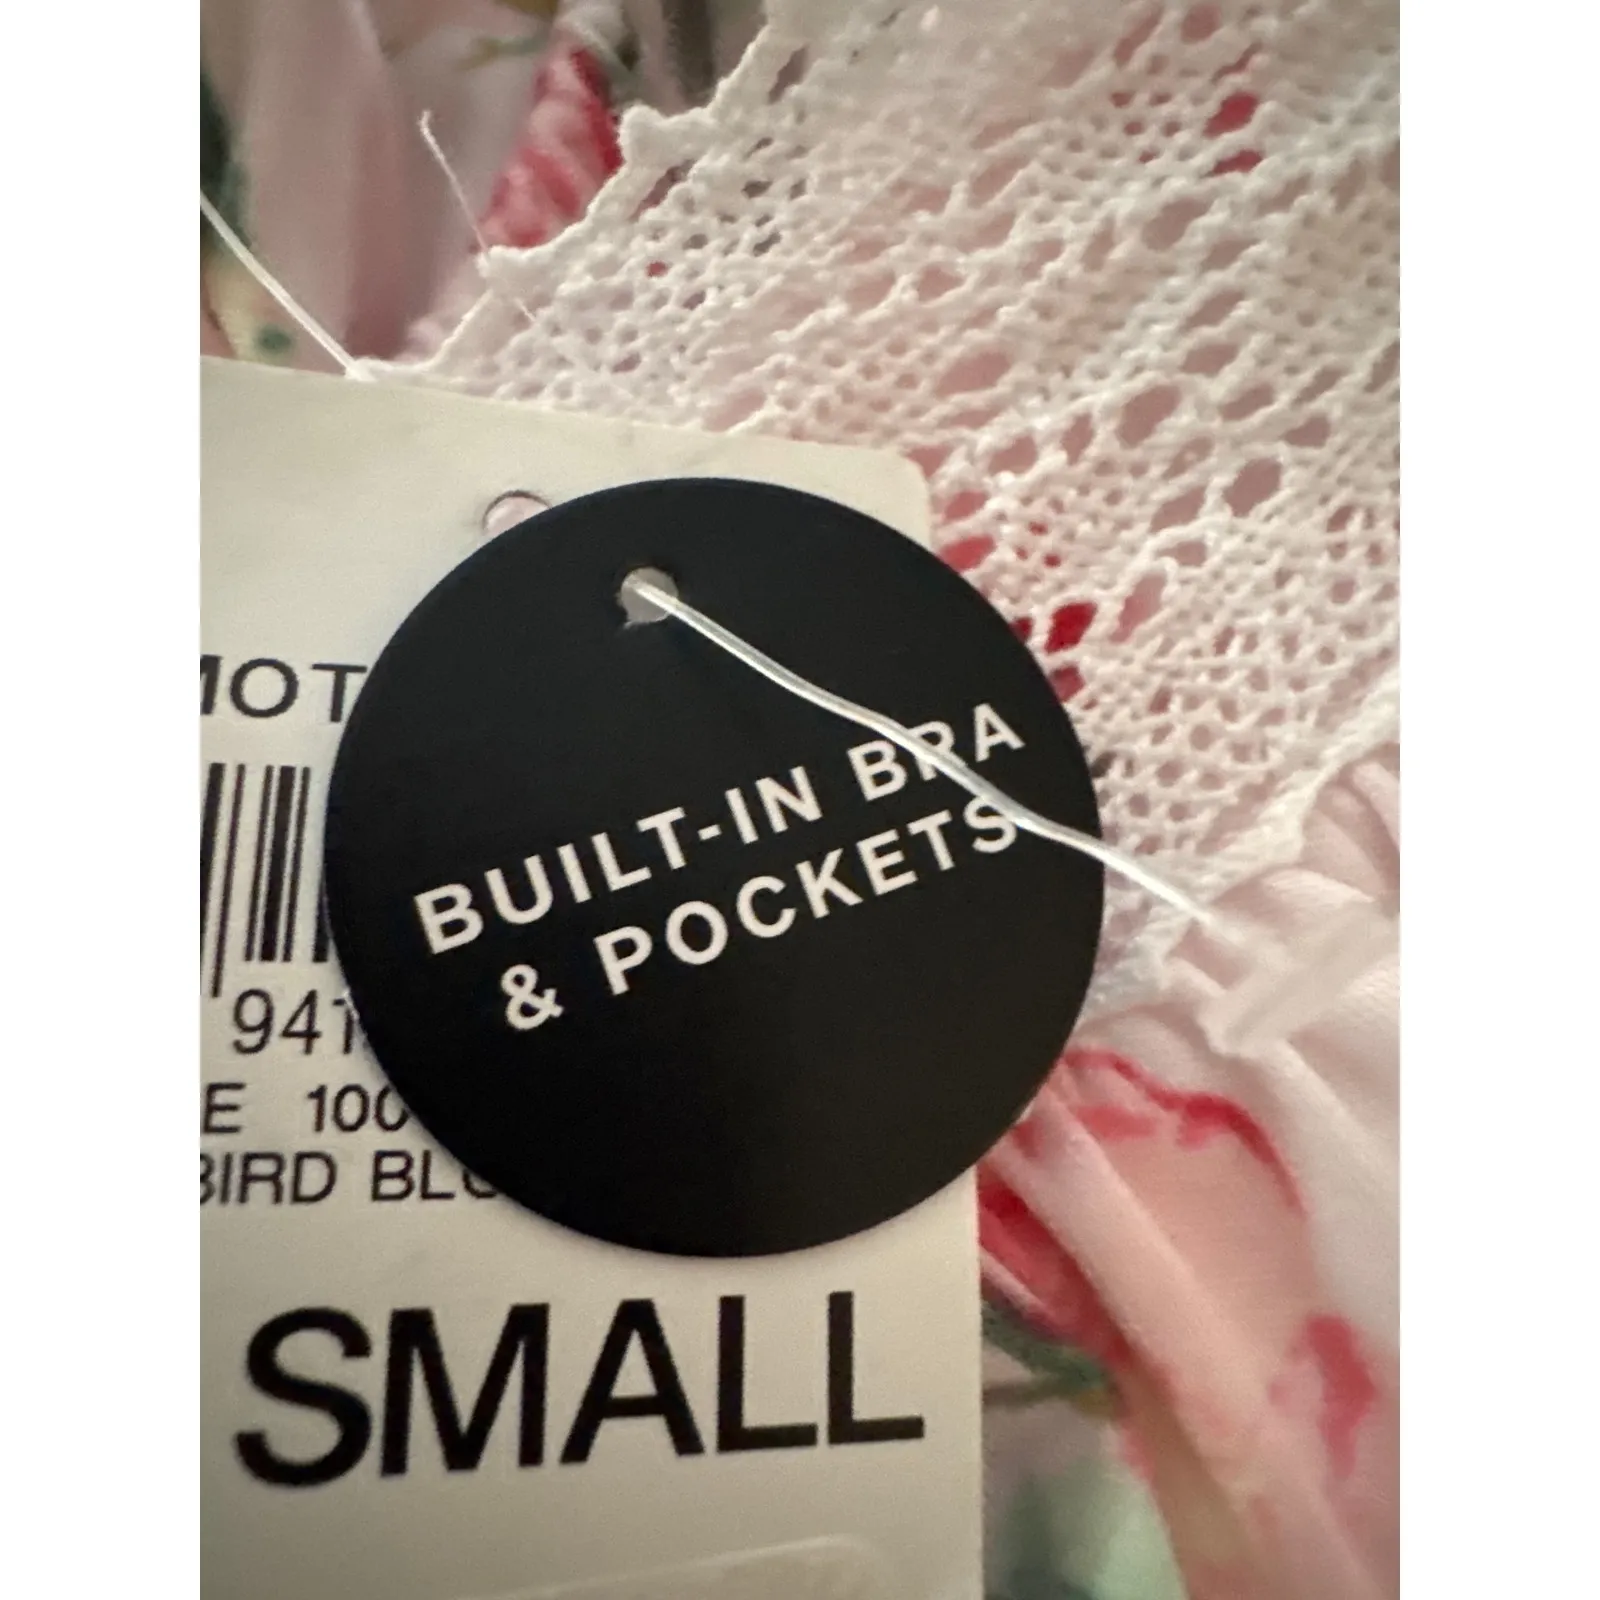 MOT
BUILT-IN BRA
& POCKETS
941
E 100
BIRD BL
SMALL